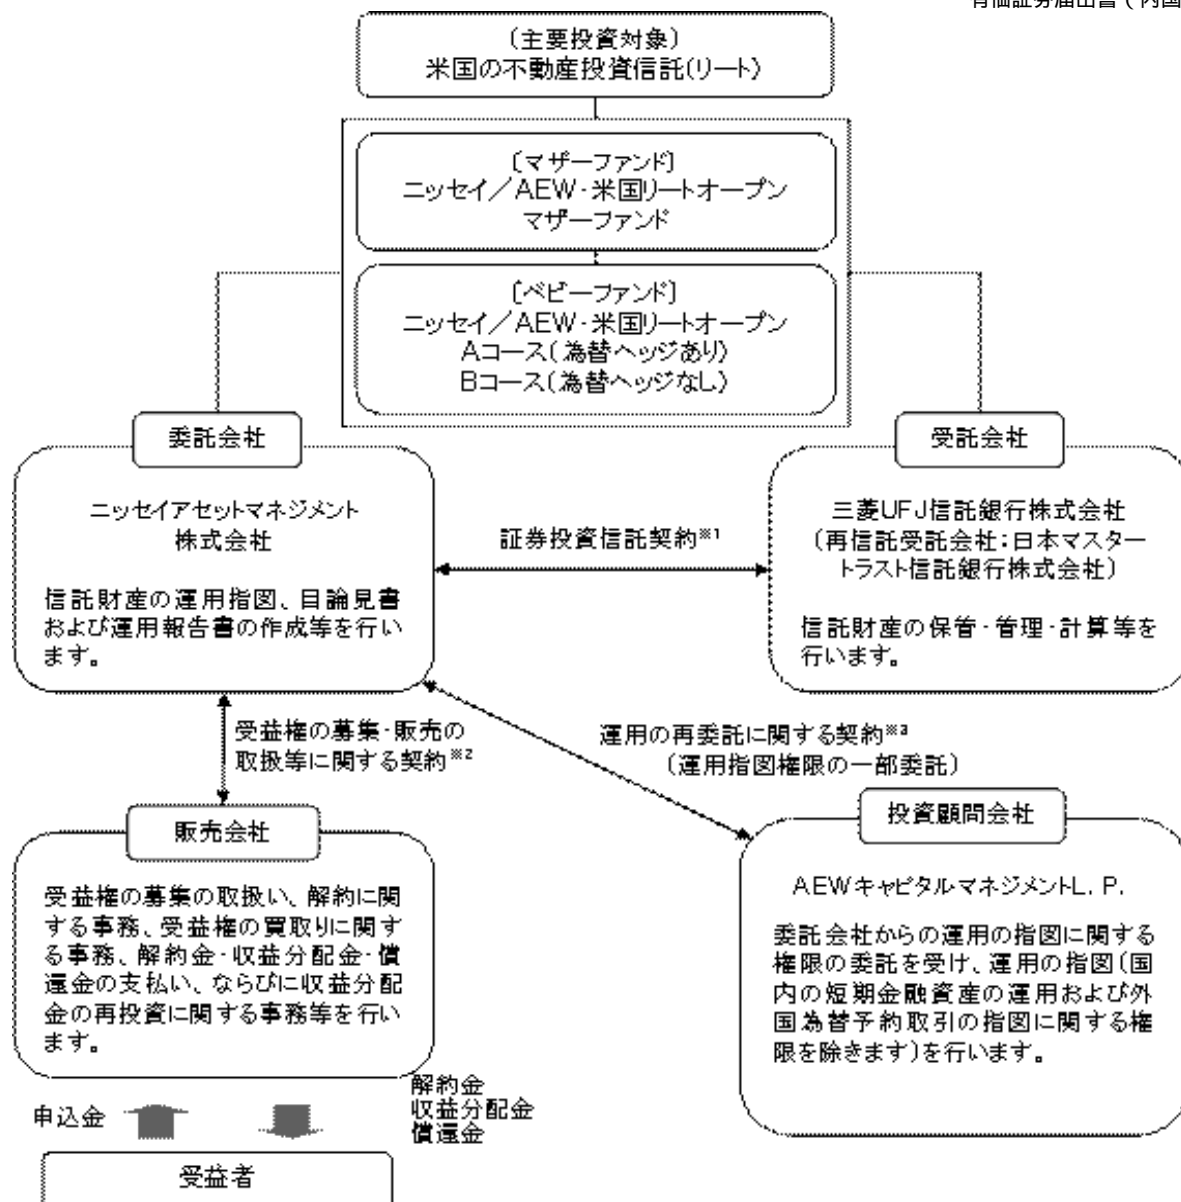 有価証券届出書(内国
(主要投資対象)
米国の不動産投資信託(リート)
〔マザーファンド〕
ニッセイ/AEW・米国リートオープン
マザーファンド
〔ベビーファンド〕
ニッセイ/AEW・米国リートオープン
Aコース(為替ヘッジあり)
Bコース(為替ヘッジなし)
委託会社
ニッセイアセットマネジメント
株式会社
信託財産の運用指図、目論見書
および運用報告書の作成等を行い
ます。
証券投資信託契約※1
受託会社
三菱UFJ信託銀行株式会社
(再信託受託会社:日本マスター
トラスト信託銀行株式会社)
信託財産の保管・管理・計算等を
行います。
受益権の募集・販売の
取扱等に関する契約※2
運用の再委託に関する契約※3
(運用指図権限の一部委託)
販売会社
受益権の募集の取扱い、解約に関
する事務、受益権の買取りに関す
る事務、解約金・収益分配金・償
還金の支払い、ならびに収益分配
金の再投資に関する事務等を行い
ます。
投資顧問会社
AEWキャピタルマネジメントL.P.
委託会社からの運用の指図に関する
権限の委託を受け、運用の指図(国
内の短期金融資産の運用および外
国為替予約取引の指図に関する権
限を除きます)を行います。
申込金
解約金
収益分配金
償還金
受益者